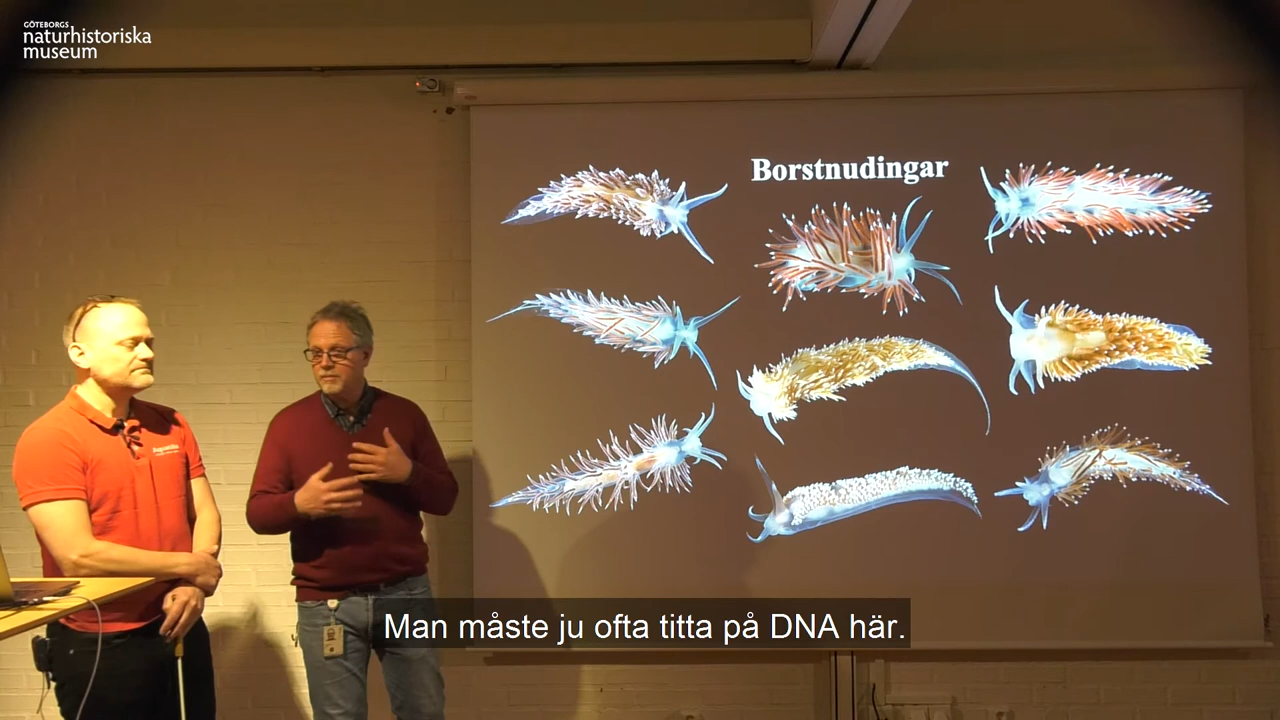 GÖTEBORGS
naturhistoriska
museum
Borstnudingar
Man måste ju ofta titta på DNA här.